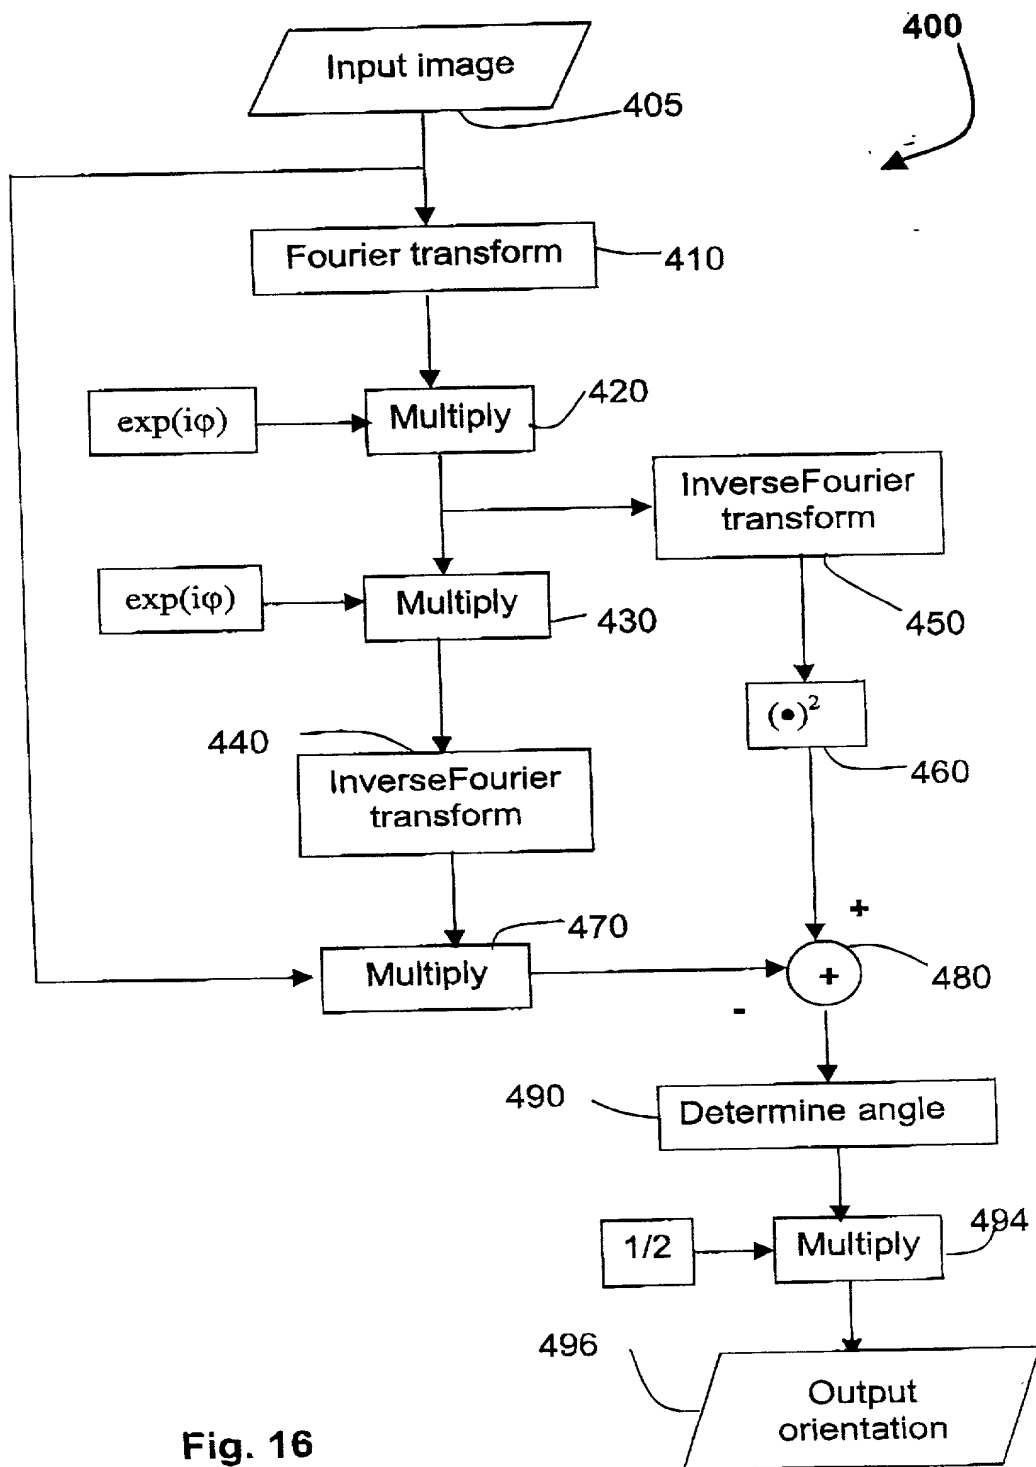 400
Input image
405
Fourier transform
410
exp(iφ)
Multiply
420
InverseFourier
transform
450
exp(iφ)
Multiply
430
(•)²
460
440
InverseFourier
transform
+
470
Multiply
+
480
-
490
Determine angle
1/2
Multiply
494
496
Output
orientation
Fig. 16